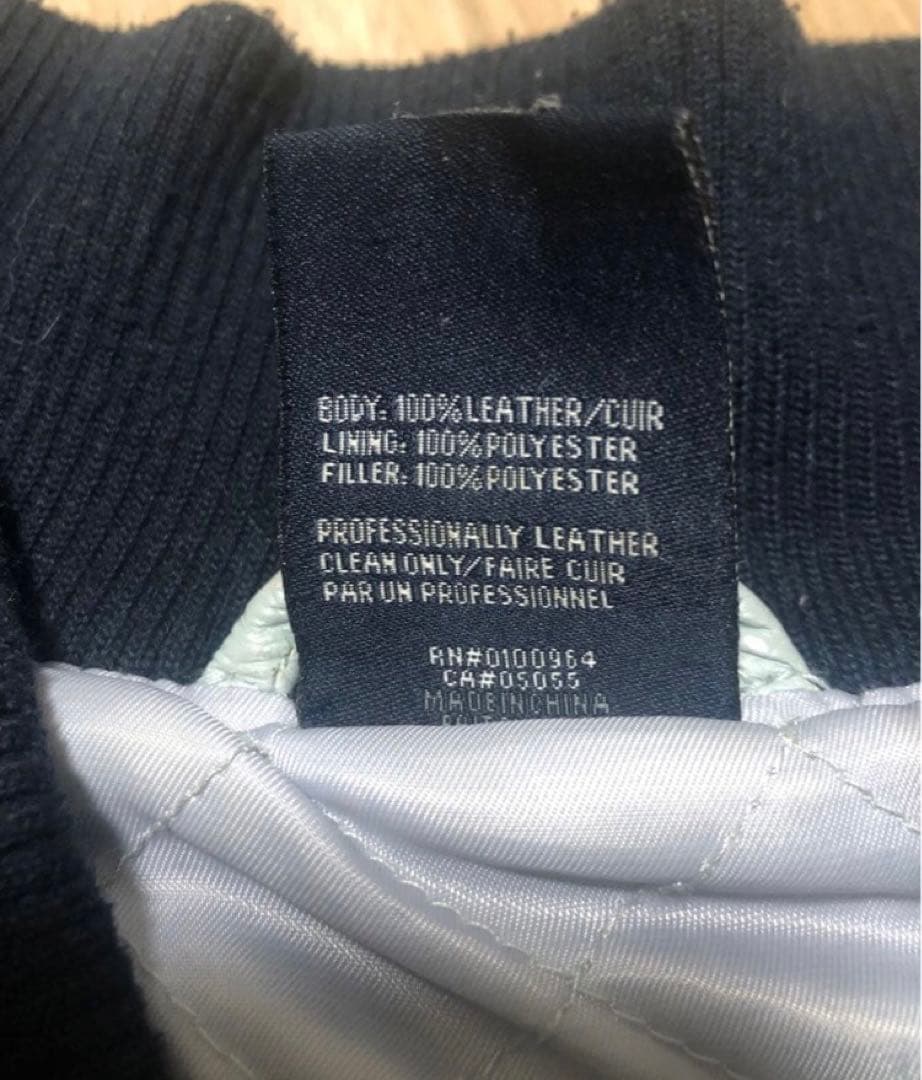 BODY: 100% LEATHER/CUIR
LINING: 100% POLYESTER
FILLER: 100% POLYESTER
PROFESSIONALLY LEATHER
CLEAN ONLY/FAIRE CUIR
PAR UN PROFESSIONNEL
RN#0100964
CA#05055
MADE IN CHINA